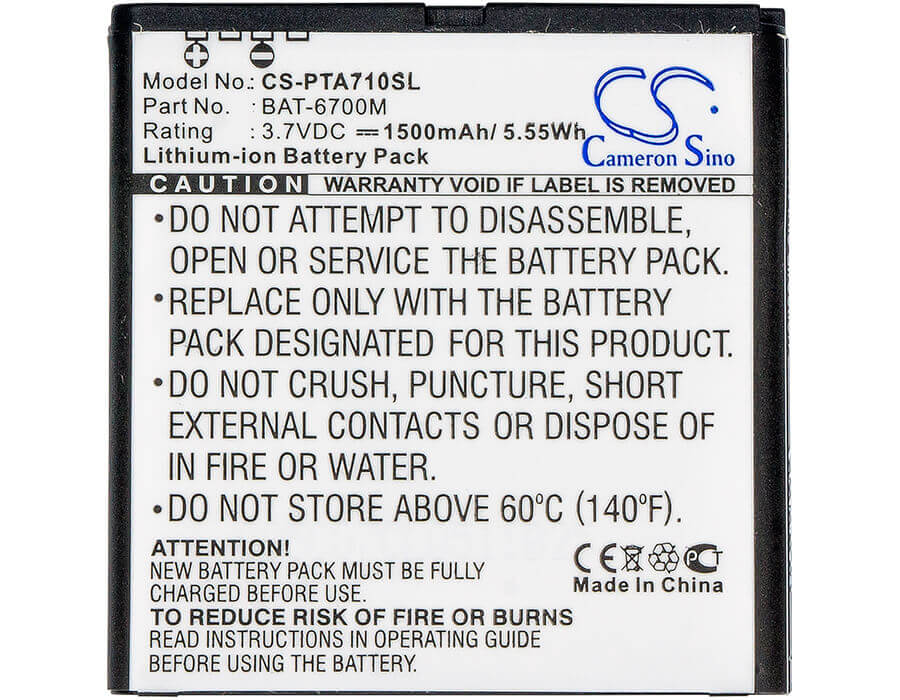 Model No.: CS-PTA710SL
Part No. : BAT-6700M
Rating : 3.7VDC ⎓ 1500mAh/ 5.55Wh
Lithium-ion Battery Pack
CS
Cameron Sino
CAUTION WARRANTY VOID IF LABEL IS REMOVED
•DO NOT ATTEMPT TO DISASSEMBLE,
OPEN OR SERVICE THE BATTERY PACK.
•REPLACE ONLY WITH THE BATTERY
PACK DESIGNATED FOR THIS PRODUCT.
•DO NOT CRUSH, PUNCTURE, SHORT
EXTERNAL CONTACTS OR DISPOSE OF
IN FIRE OR WATER.
•DO NOT STORE ABOVE 60°C (140°F).
ATTENTION!
NEW BATTERY PACK MUST BE FULLY
CHARGED BEFORE USE.
TO REDUCE RISK OF FIRE OR BURNS
READ INSTRUCTIONS IN OPERATING GUIDE
BEFORE USING BATTERY.
CE PCT
Made In China